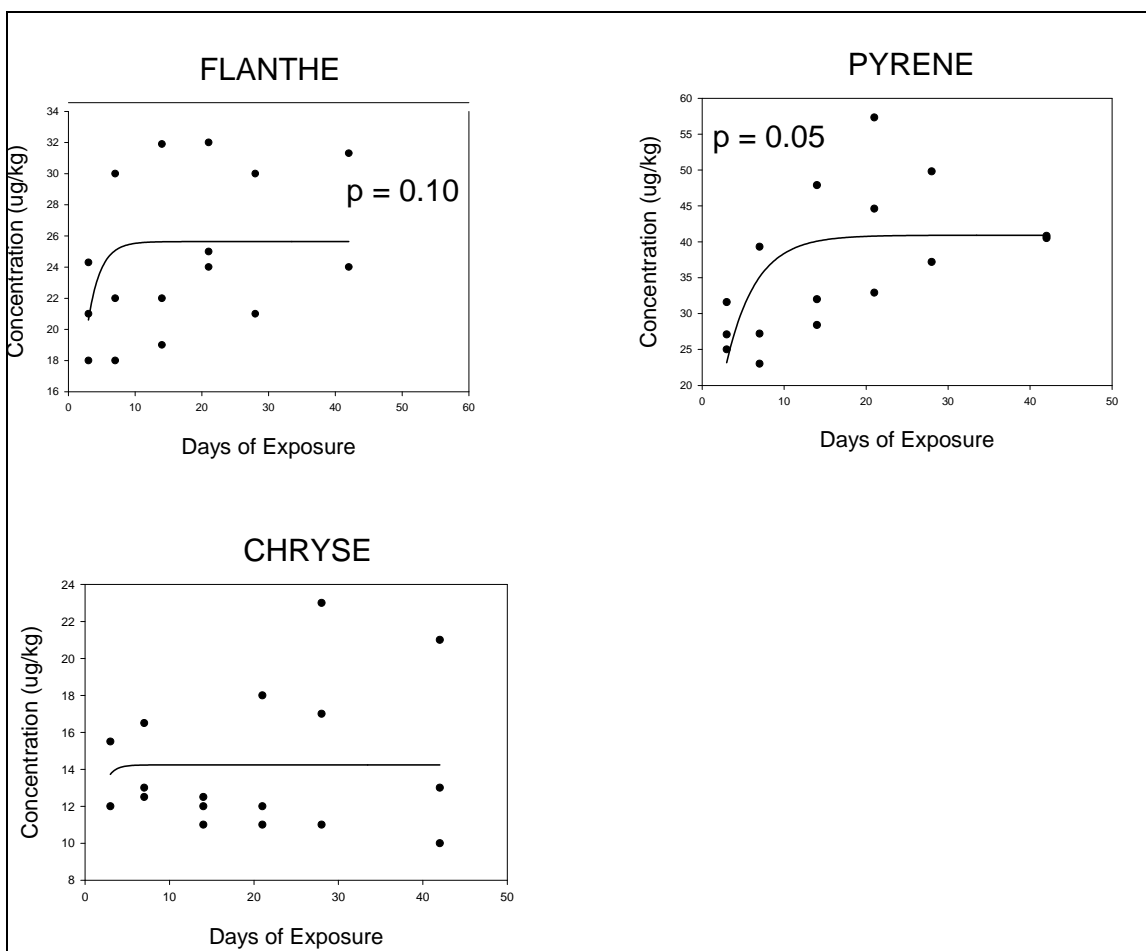 FLANTHE
Concentration (ug/kg)
34
32
30
28
26
24
22
20
18
16
p = 0.10
0 10 20 30 40 50 60
Days of Exposure
PYRENE
Concentration (ug/kg)
60
55
50
45
40
35
30
25
20
p = 0.05
0 10 20 30 40 50
Days of Exposure
CHRYSE
Concentration (ug/kg)
24
22
20
18
16
14
12
10
8
0 10 20 30 40 50
Days of Exposure